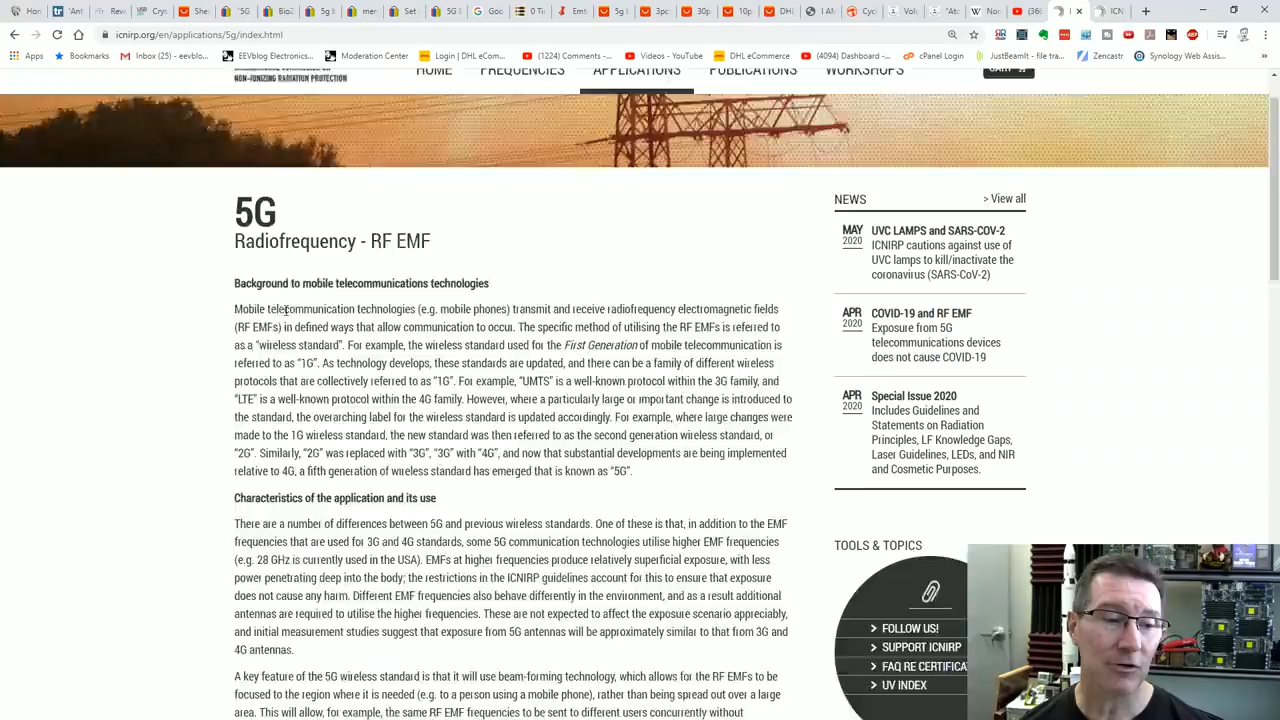 icnirp.org/en/applications/5g/index.html
Apps Bookmarks Inbox (25) - eevblo... EEVblog Electronics... Moderation Center Login | DHL eCom... (1224) Comments -... Videos - YouTube DHL eCommerce (4094) Dashboard -... cPanel Login JustBeamIt - file tra... Zencastr Synology Web Assis...
NON-IONIZING RADIATION PROTECTION
HOME FREQUENCIES APPLICATIONS PUBLICATIONS WORKSHOPS CART
5G
Radiofrequency - RF EMF
Background to mobile telecommunications technologies
Mobile telecommunication technologies (e.g. mobile phones) transmit and receive radiofrequency electromagnetic fields
(RF EMFs) in defined ways that allow communication to occur. The specific method of utilising the RF EMFs is referred to
as a “wireless standard”. For example, the wireless standard used for the First Generation of mobile telecommunication is
referred to as “1G”. As technology develops, these standards are updated, and there can be a family of different wireless
protocols that are collectively referred to as “1G”. For example, “UMTS” is a well-known protocol within the 3G family, and
“LTE” is a well-known protocol within the 4G family. However, where a particularly large or important change is introduced to
the standard, the overarching label for the wireless standard is updated accordingly. For example, where large changes were
made to the 1G wireless standard, the new standard was then referred to as the second generation wireless standard, or
“2G”. Similarly, “2G” was replaced with “3G”, “3G” with “4G”, and now that substantial developments are being implemented
relative to 4G, a fifth generation of wireless standard has emerged that is known as “5G”.
Characteristics of the application and its use
There are a number of differences between 5G and previous wireless standards. One of these is that, in addition to the EMF
frequencies that are used for 3G and 4G standards, some 5G communication technologies utilise higher EMF frequencies
(e.g. 28 GHz is currently used in the USA). EMFs at higher frequencies produce relatively superficial exposure, with less
power penetrating deep into the body; the restrictions in the ICNIRP guidelines account for this to ensure that exposure
does not cause any harm. Different EMF frequencies also behave differently in the environment, and as a result additional
antennas are required to utilise the higher frequencies. These are not expected to affect the exposure scenario appreciably,
and initial measurement studies suggest that exposure from 5G antennas will be approximately similar to that from 3G and
4G antennas.
A key feature of the 5G wireless standard is that it will use beam-forming technology, which allows for the RF EMFs to be
focused to the region where it is needed (e.g. to a person using a mobile phone), rather than being spread out over a large
area. This will allow, for example, the same RF EMF frequencies to be sent to different users concurrently without
NEWS > View all
MAY 2020
UVC LAMPS and SARS-COV-2
ICNIRP cautions against use of
UVC lamps to kill/inactivate the
coronavirus (SARS-CoV-2)
APR 2020
COVID-19 and RF EMF
Exposure from 5G
telecommunications devices
does not cause COVID-19
APR 2020
Special Issue 2020
Includes Guidelines and
Statements on Radiation
Principles, LF Knowledge Gaps,
Laser Guidelines, LEDs, and NIR
and Cosmetic Purposes.
TOOLS & TOPICS
FOLLOW US!
SUPPORT ICNIRP
FAQ RE CERTIFICA
UV INDEX